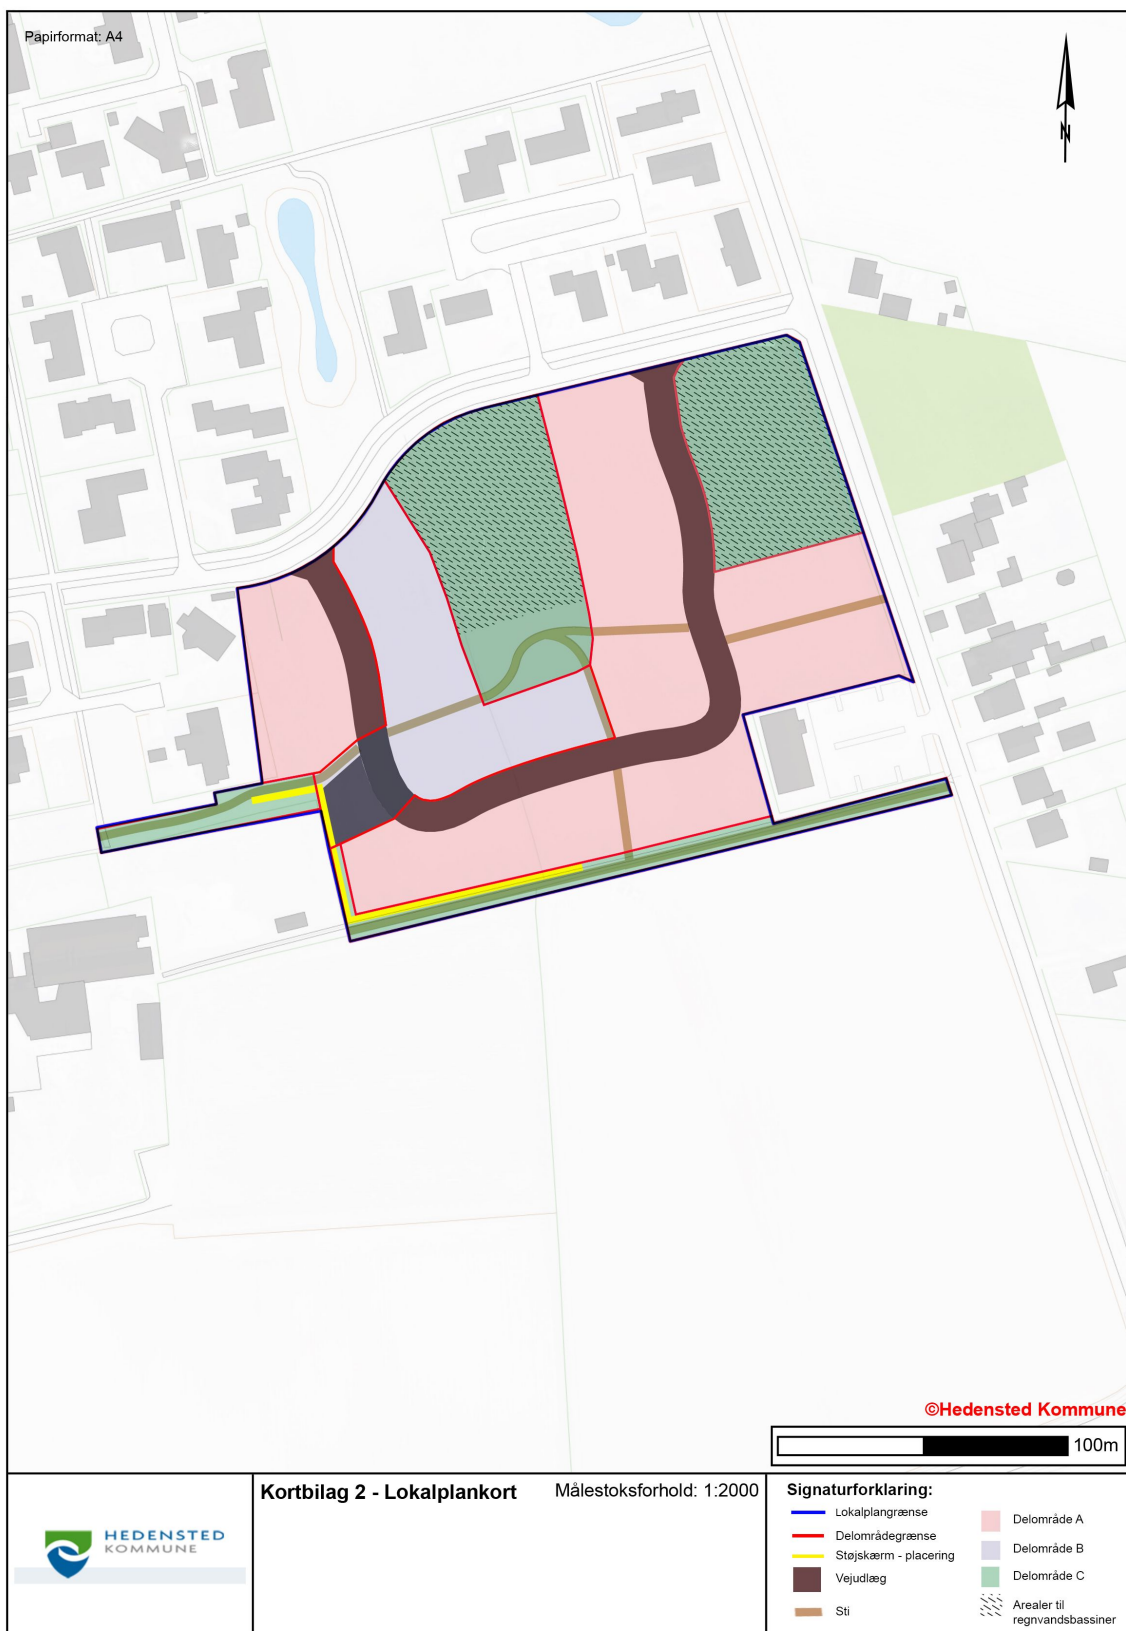 Papirformat: A4
N
©Hedensted Kommune
100m
HEDENSTED
KOMMUNE
Kortbilag 2 - Lokalplankort
Målestoksforhold: 1:2000
Signaturforklaring:
Lokalplangrænse
Delområdegrænse
Støjskærm - placering
Vejudlæg
Sti
Delområde A
Delområde B
Delområde C
Arealer til
regnvandsbassiner